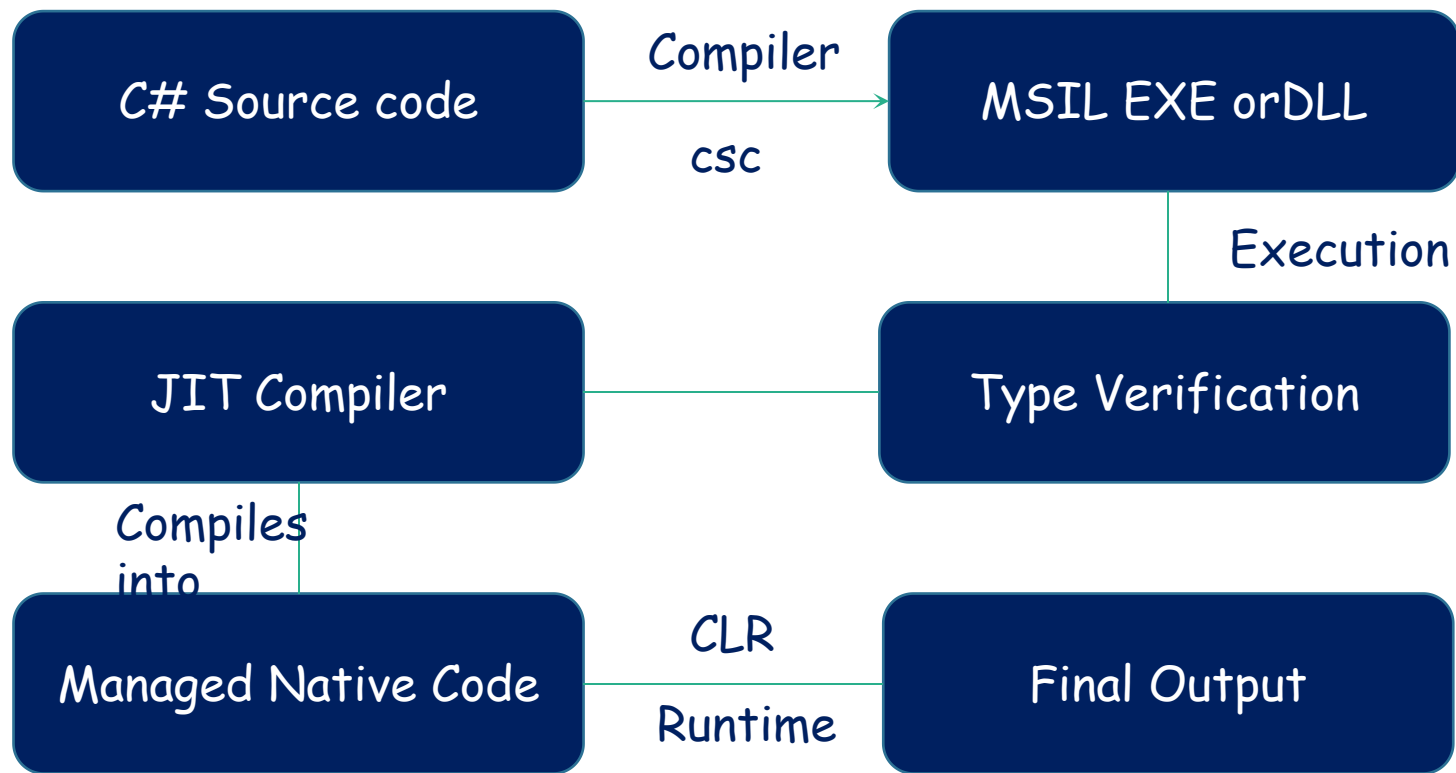 C# Source code
Compiler
csc
MSIL EXE orDLL
Execution
JIT Compiler
Type Verification
Compiles
into
Managed Native Code
CLR
Runtime
Final Output